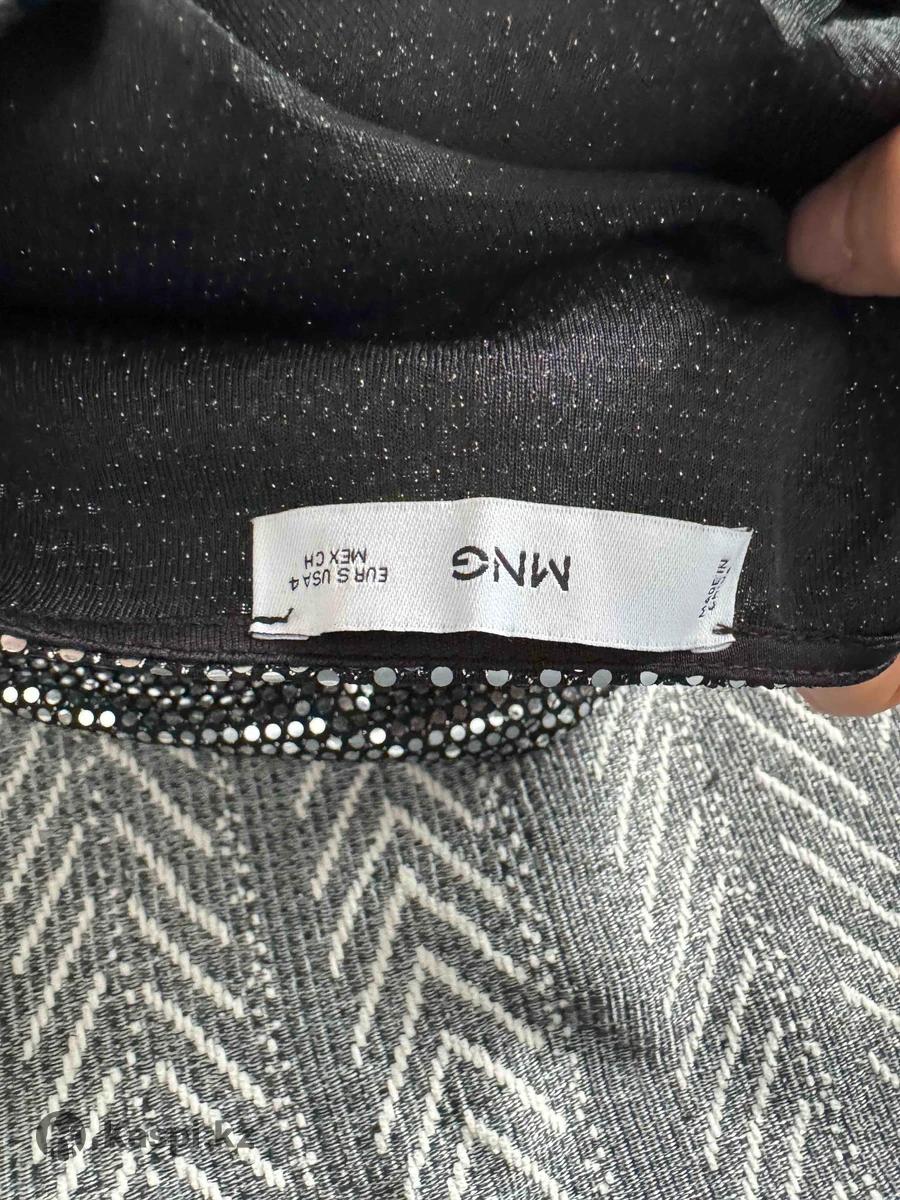 MNG
EUR S USA 4
MEX CH
MADE IN
kaspi.kz